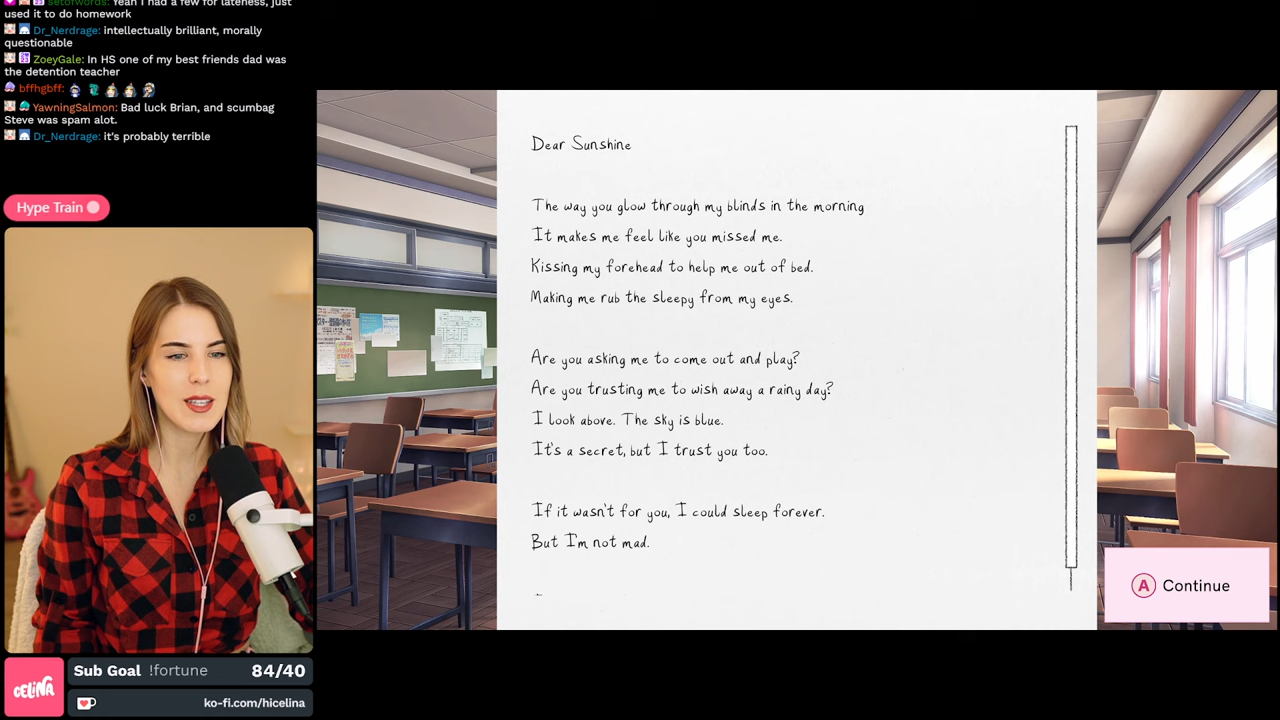 setofwords: Yeah I had a few for lateness, just
used it to do homework
Dr_Nerdrage: intellectually brilliant, morally
questionable
ZoeyGale: In HS one of my best friends dad was
the detention teacher
bffhgbff:
YawningSalmon: Bad luck Brian, and scumbag
Steve was spam alot.
Dr_Nerdrage: it's probably terrible
Hype Train
Dear Sunshine
The way you glow through my blinds in the morning
It makes me feel like you missed me.
Kissing my forehead to help me out of bed.
Making me rub the sleepy from my eyes.
Are you asking me to come out and play?
Are you trusting me to wish away a rainy day?
I look above. The sky is blue.
It's a secret, but I trust you too.
If it wasn't for you, I could sleep forever.
But I'm not mad.
A Continue
CELINA
Sub Goal !fortune 84/40
ko-fi.com/hicelina